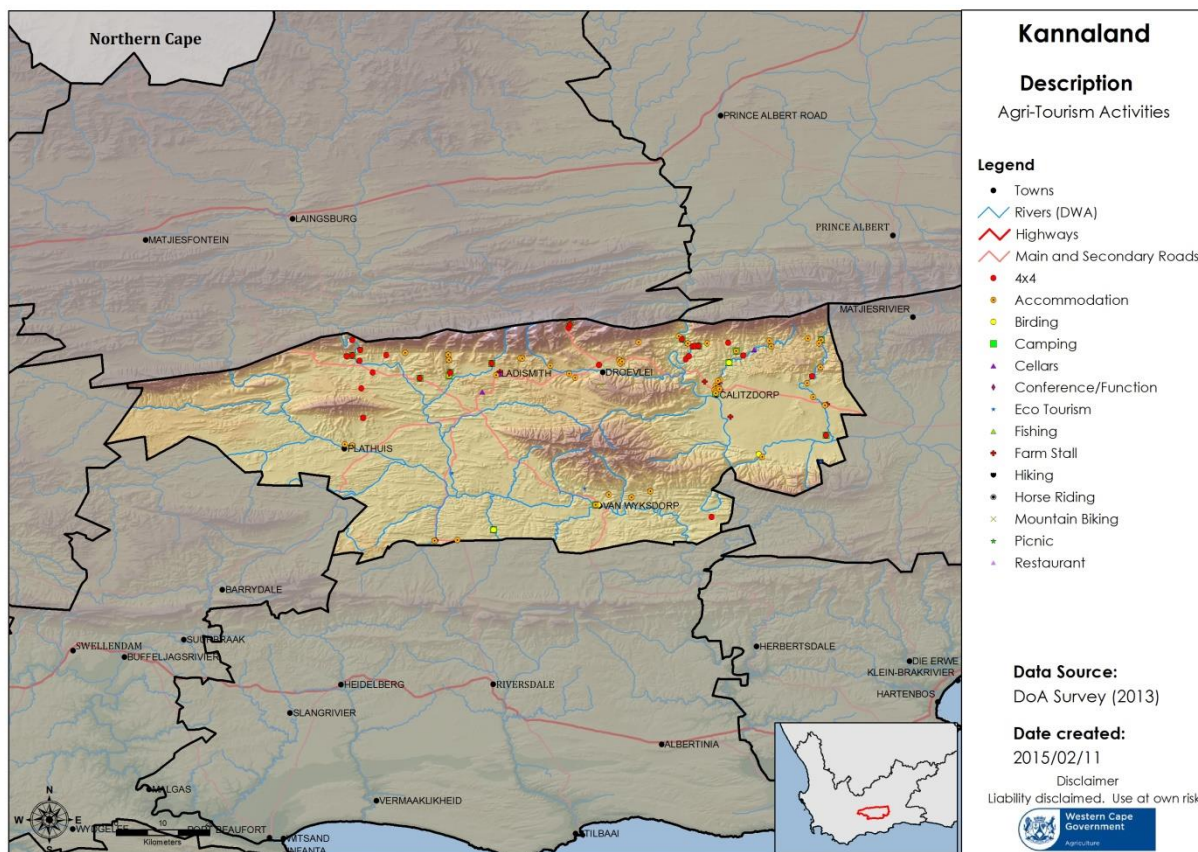 Northern Cape
PRINCE ALBERT ROAD
LAINGSBURG
MATJIESFONTEIN
PRINCE ALBERT
MATJIESRIVIER
LADISMITH
DROEVLEI
CALITZDORP
PLATHUIS
VAN WYKSDORP
BARRYDALE
SUURBRAAK
SWELLENDAM
BUFFELJAGSRIVIER
HERBERTSDALE
DIE ERWE
KLEIN-BRAKRIVIER
HEIDELBERG
RIVERSDALE
HARTENBOS
SLANGRIVIER
ALBERTINIA
MALGAS
VERMAAKLIKHEID
N
W
E
S
10
Kilometers
PORT BEAUFORT
WITSAND
INFANTA
STILBAAI
Kannaland
Description
Agri-Tourism Activities
Legend
Towns
Rivers (DWA)
Highways
Main and Secondary Roads
4x4
Accommodation
Birding
Camping
Cellars
Conference/Function
Eco Tourism
Fishing
Farm Stall
Hiking
Horse Riding
Mountain Biking
Picnic
Restaurant
Data Source:
DoA Survey (2013)
Date created:
2015/02/11
Disclaimer
Liability disclaimed. Use at own risk
Western Cape
Government
Agriculture